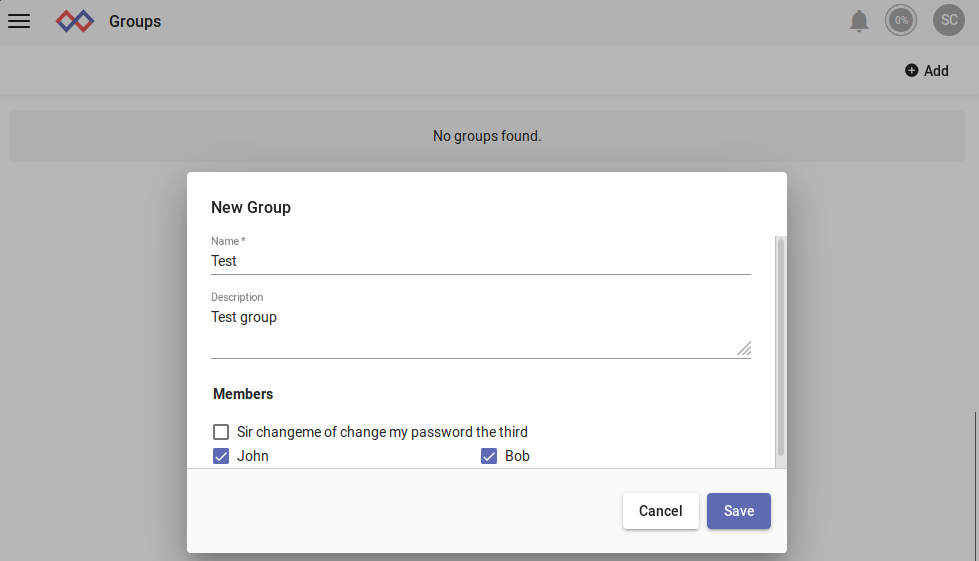 Groups
0%
SC
Add
No groups found.
New Group
Name *
Test
Description
Test group
Members
Sir changeme of change my password the third
John
Bob
Cancel
Save